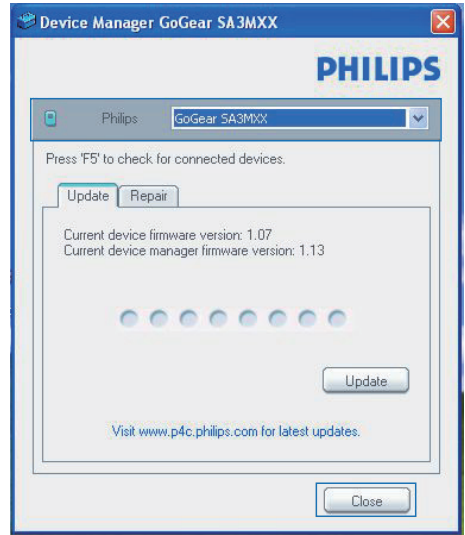 Device Manager GoGear SA3MXX
PHILIPS
Philips GoGear SA3MXX
Press 'F5' to check for connected devices.
Update Repair
Current device firmware version: 1.07
Current device manager firmware version: 1.13
Update
Visit www.p4c.philips.com for latest updates.
Close